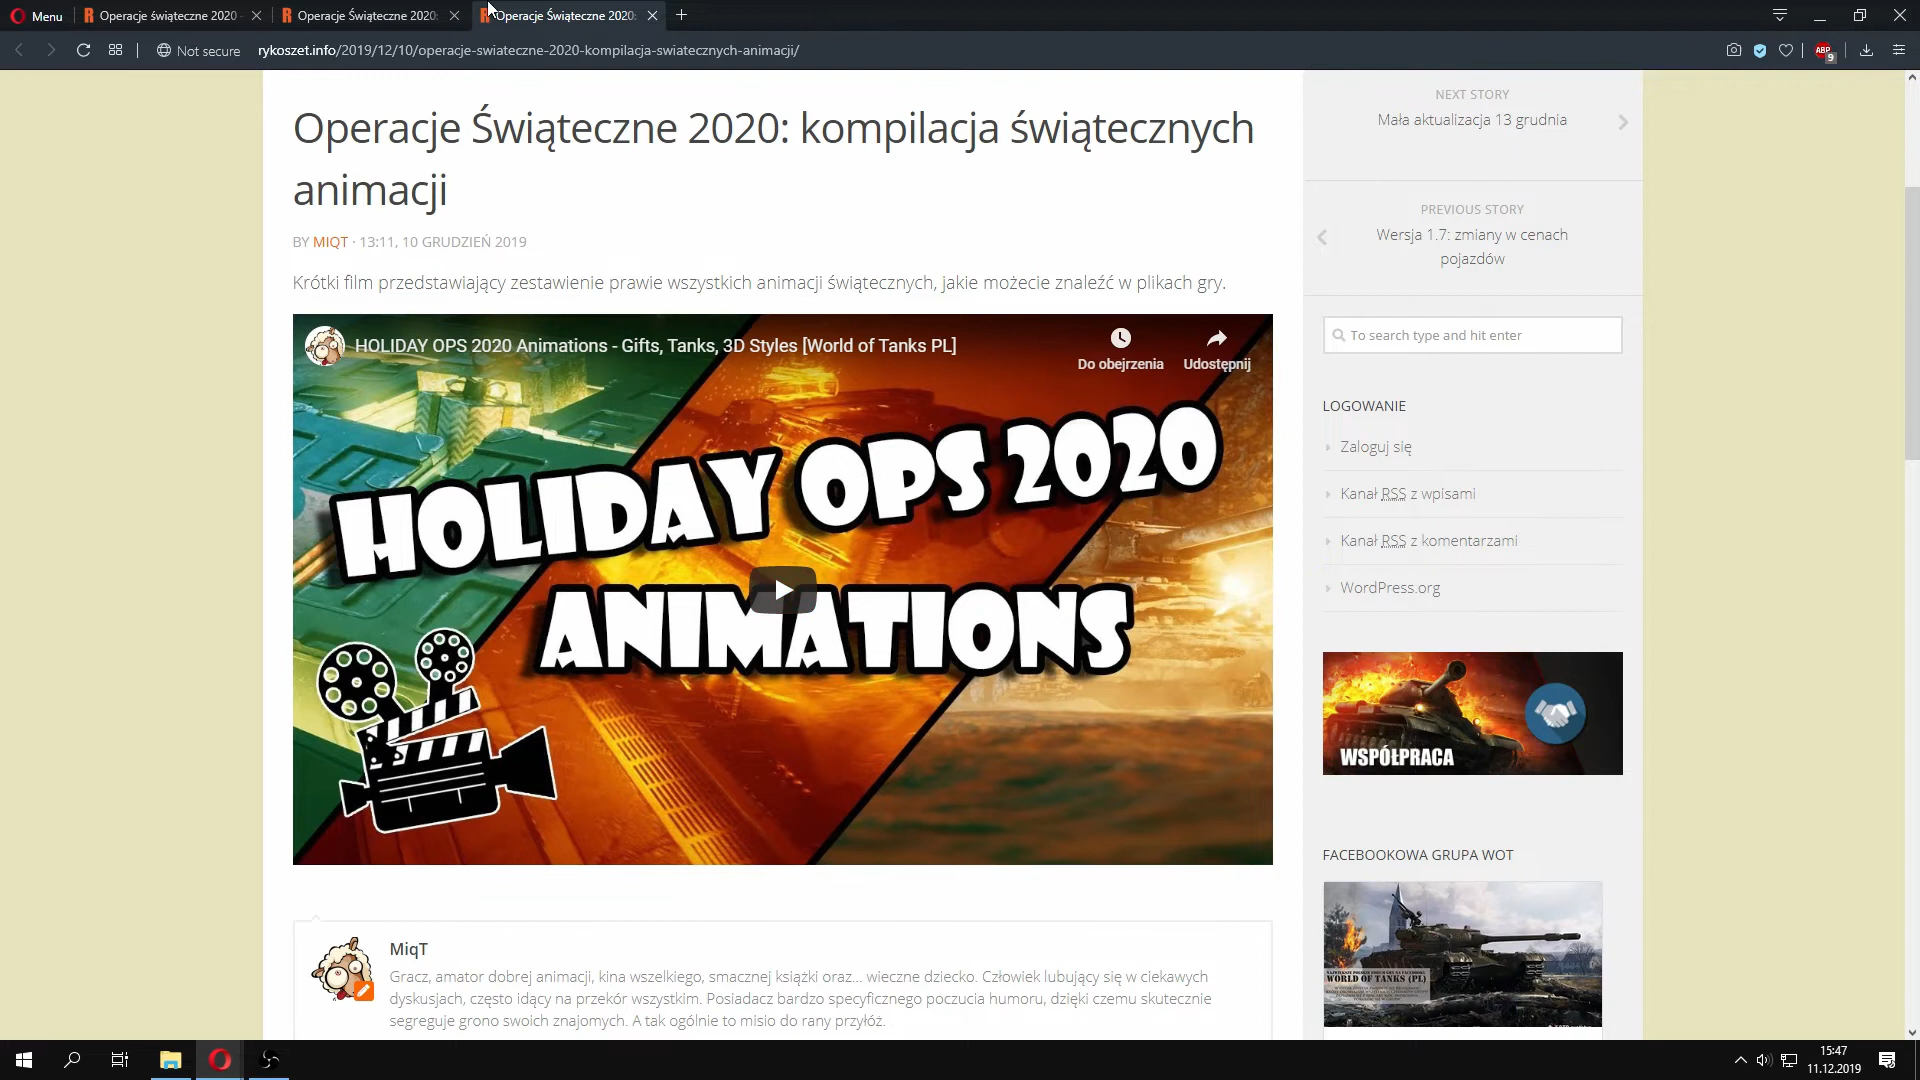 Menu
Operacje świąteczne 2020 -
Operacje Świąteczne 2020:
Operacje Świąteczne 2020:
Not secure
rykoszet.info/2019/12/10/operacje-swiateczne-2020-kompilacja-swiatecznych-animacji/
ABP
9
Operacje Świąteczne 2020: kompilacja świątecznych
animacji
BY MIQT · 13:11, 10 GRUDZIEŃ 2019
Krótki film przedstawiający zestawienie prawie wszystkich animacji świątecznych, jakie możecie znaleźć w plikach gry.
HOLIDAY OPS 2020 Animations - Gifts, Tanks, 3D Styles [World of Tanks PL]
Do obejrzenia
Udostępnij
HOLIDAY OPS 2020
ANIMATIONS
MiqT
Gracz, amator dobrej animacji, kina wszelkiego, smacznej książki oraz... wieczne dziecko. Człowiek lubujący się w ciekawych
dyskusjach, często idący na przekór wszystkim. Posiadacz bardzo specyficznego poczucia humoru, dzięki czemu skutecznie
segreguje grono swoich znajomych. A tak ogólnie to misio do rany przyłóż.
NEXT STORY
Mała aktualizacja 13 grudnia
PREVIOUS STORY
Wersja 1.7: zmiany w cenach
pojazdów
To search type and hit enter
LOGOWANIE
Zaloguj się
Kanał RSS z wpisami
Kanał RSS z komentarzami
WordPress.org
WSPÓŁPRACA
FACEBOOKOWA GRUPA WOT
WORLD OF TANKS (PL)
15:47
11.12.2019